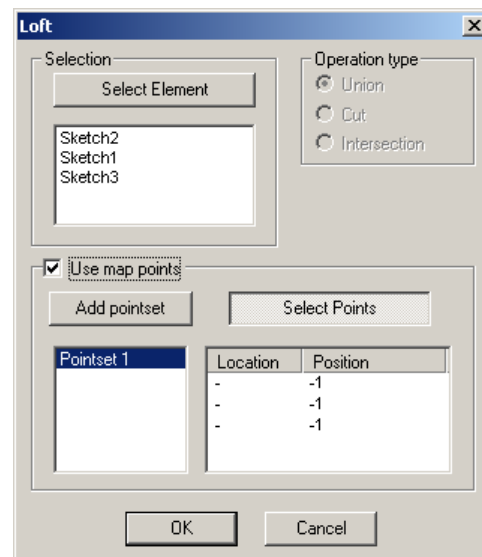 Loft
Selection
Select Element
Sketch2
Sketch1
Sketch3
Operation type
Union
Cut
Intersection
Use map points
Add pointset
Select Points
Pointset 1
Location Position
- -1
- -1
- -1
OK
Cancel